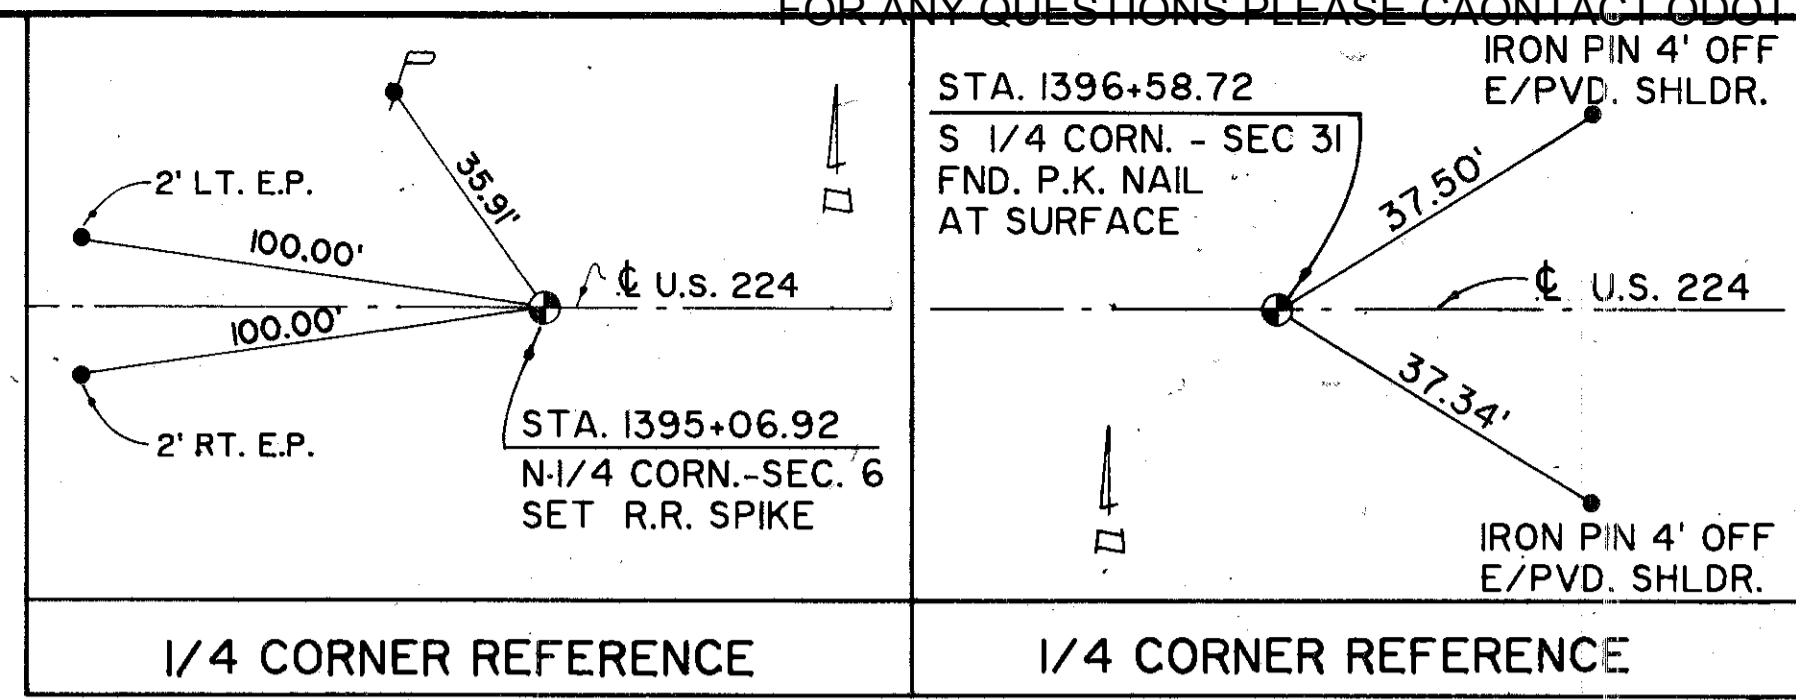 FOR ANY QUESTIONS PLEASE CAONTACT ODOT
2' LT. E.P.
35.91'
100.00'
℄ U.S. 224
100.00'
2' RT. E.P.
STA. 1395+06.92
N·1/4 CORN.-SEC. 6
SET R.R. SPIKE
1/4 CORNER REFERENCE
IRON PIN 4' OFF
E/PVD. SHLDR.
STA. 1396+58.72
S 1/4 CORN. - SEC 31
FND. P.K. NAIL
AT SURFACE
37.50'
℄ U.S. 224
37.34'
IRON PIN 4' OFF
E/PVD. SHLDR.
1/4 CORNER REFERENCE